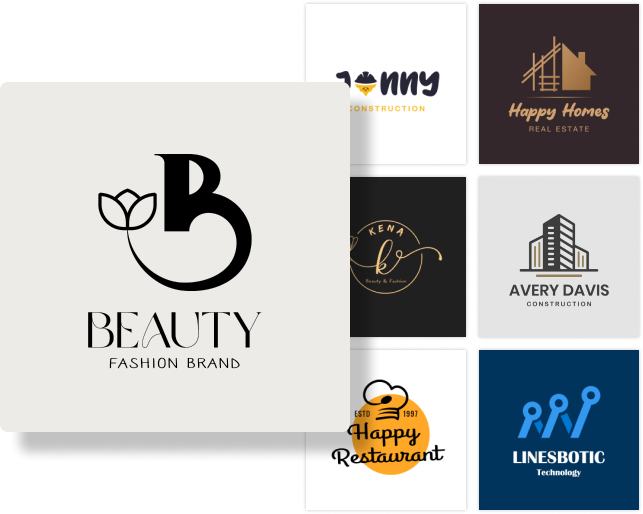 BEAUTY
FASHION BRAND
CONSTRUCTION
Happy Homes
REAL ESTATE
KENA
k
Beauty & Fashion
AVERY DAVIS
CONSTRUCTION
ESTD 1997
Happy
Restaurant
LINESBOTIC
Technology